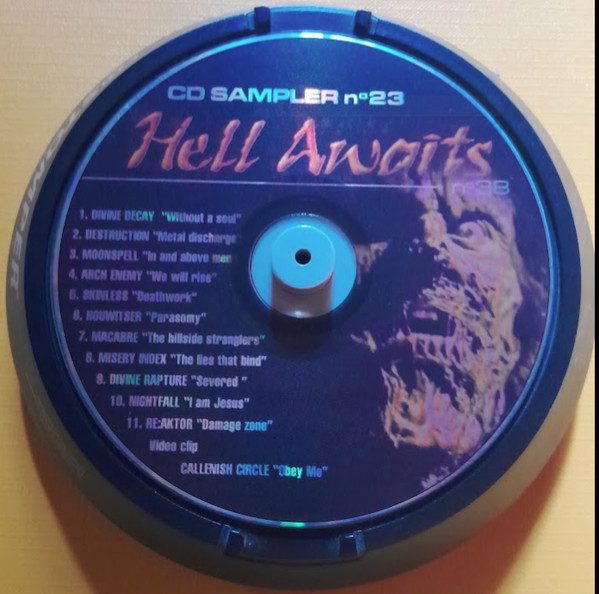 CD SAMPLER nº23
Hell Awaits
nº38
1. DIVINE DECAY "Without a soul"
2. DESTRUCTION "Metal discharge"
3. MOONSPELL "In and above men
4. ARCH ENEMY "We will rise"
5. SKINLESS "Deathwork"
6. HOUWITSER "Parasomy"
7. MACABRE "The hillside stranglers"
8. MISERY INDEX "The lies that bind"
9. DIVINE RAPTURE "Severed "
10. NIGHTFALL "I am Jesus"
11. RE:AKTOR "Damage zone"
Video clip
CALLENISH CIRCLE "Obey Me"